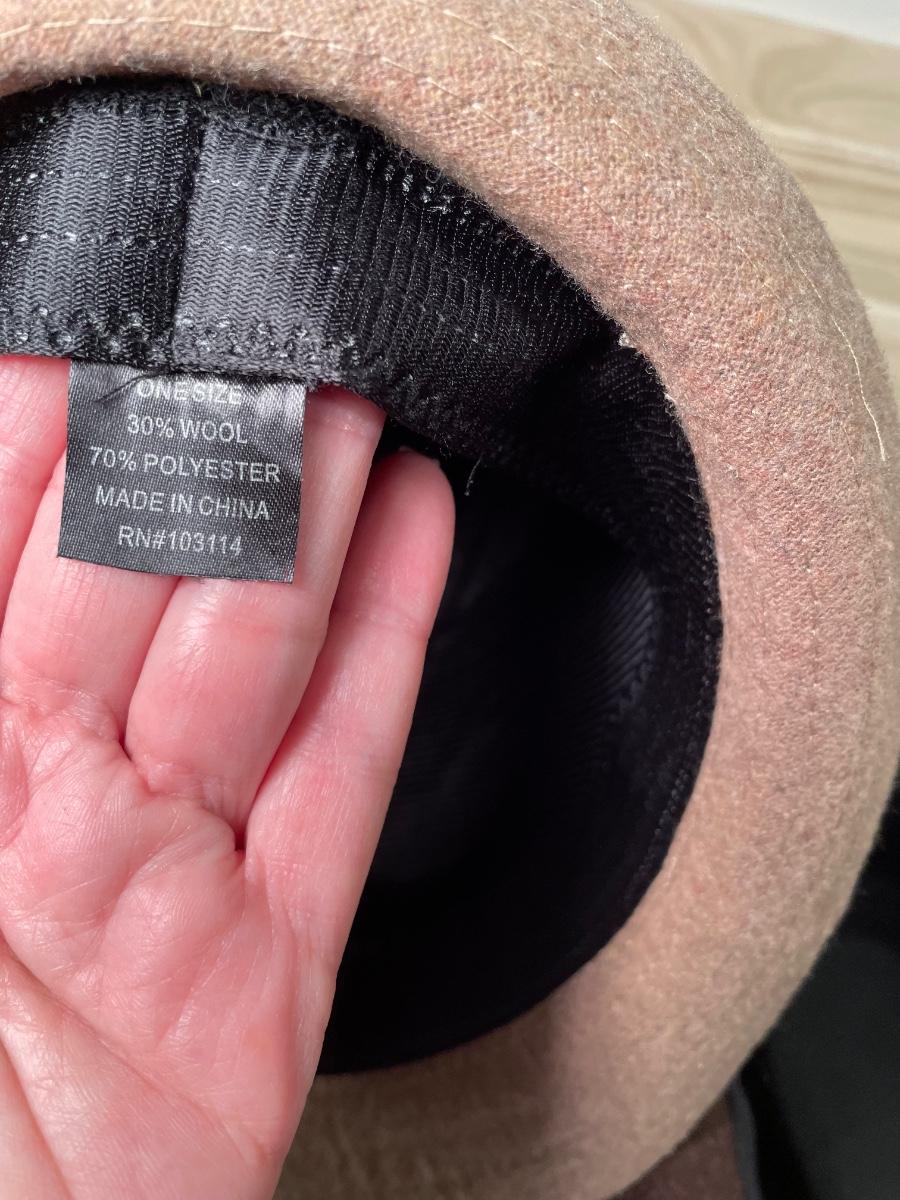 ONE SIZE
30% WOOL
70% POLYESTER
MADE IN CHINA
RN#103114